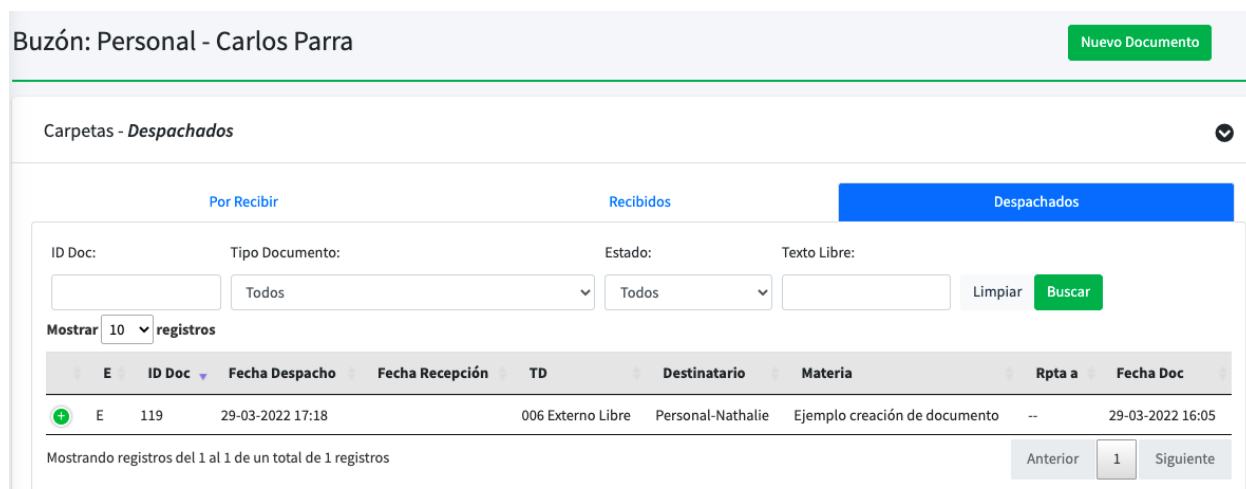 Buzón: Personal - Carlos Parra
Nuevo Documento
Carpetas - Despachados
Por Recibir Recibidos Despachados
ID Doc: Tipo Documento: Estado: Texto Libre:
Todos Todos Limpiar Buscar
Mostrar 10 registros
E ID Doc Fecha Despacho Fecha Recepción TD Destinatario Materia Rpta a Fecha Doc
E 119 29-03-2022 17:18 006 Externo Libre Personal-Nathalie Ejemplo creación de documento -- 29-03-2022 16:05
Mostrando registros del 1 al 1 de un total de 1 registros
Anterior 1 Siguiente